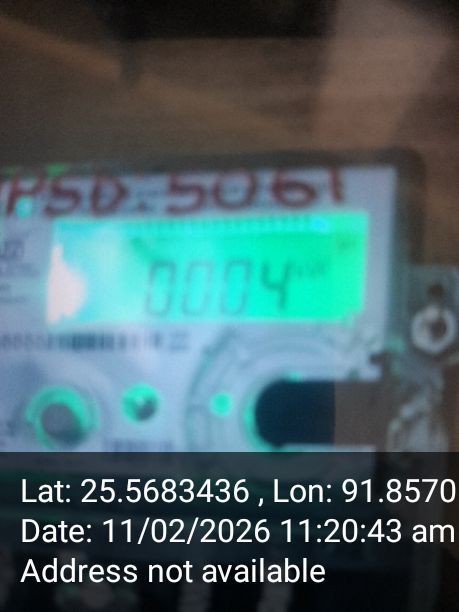 PSD 5061
0004
Lat: 25.5683436 , Lon: 91.8570
Date: 11/02/2026 11:20:43 am
Address not available